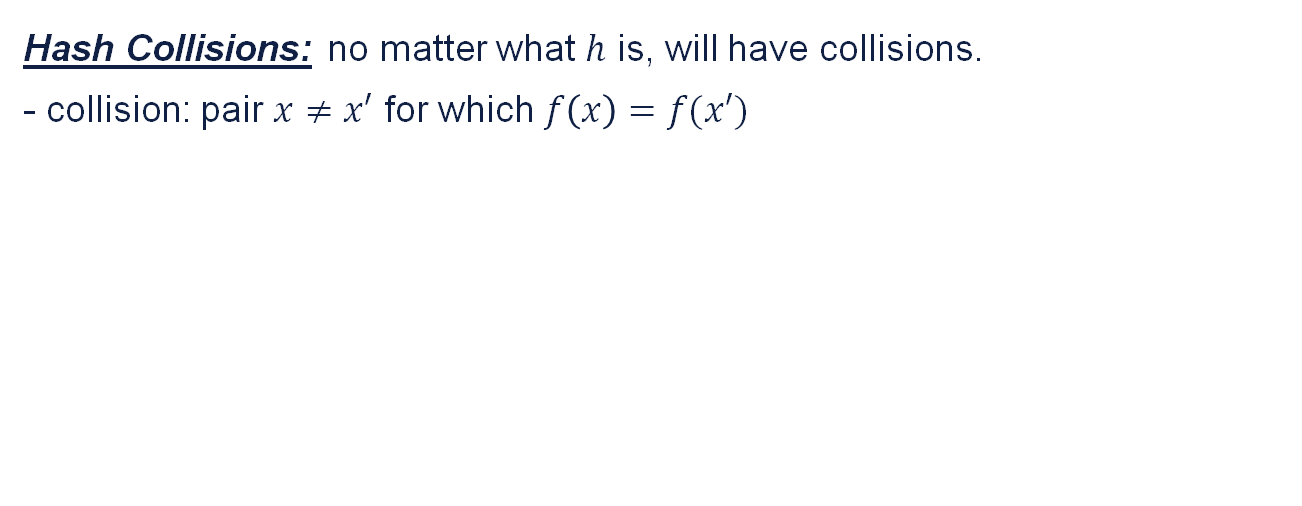 Hash Collisions: no matter what ℎ is, will have collisions.
- collision: pair 𝑥 ≠ 𝑥′ for which 𝑓(𝑥) = 𝑓(𝑥′)